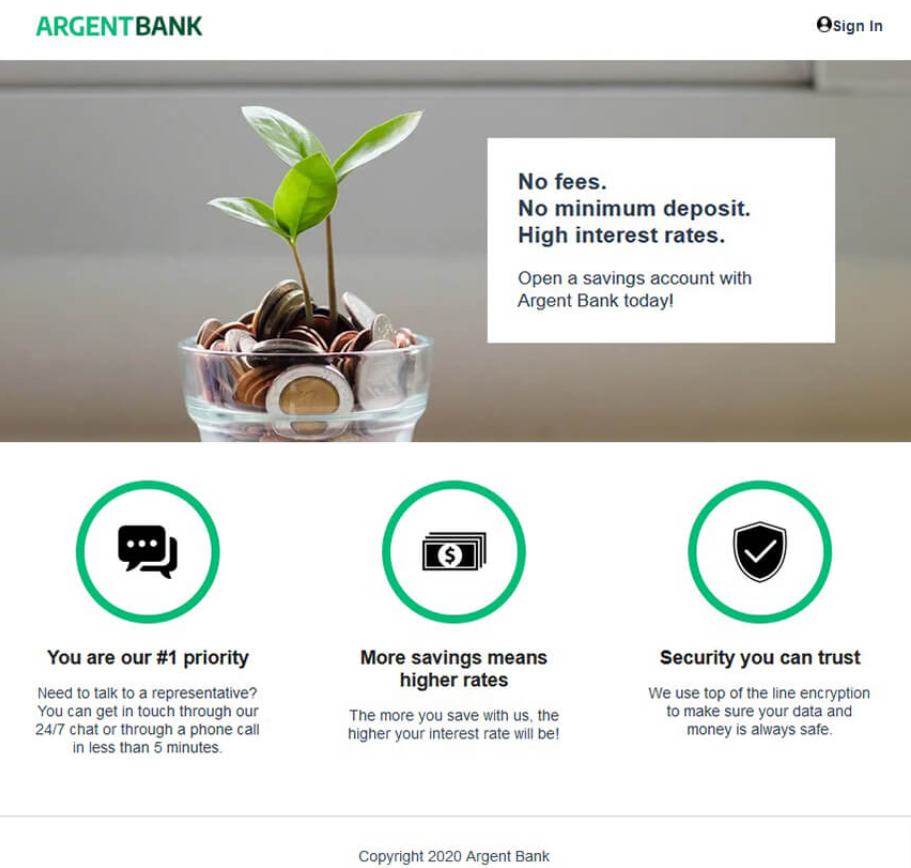 ARGENTBANK
Sign In
No fees.
No minimum deposit.
High interest rates.
Open a savings account with
Argent Bank today!
You are our #1 priority
Need to talk to a representative?
You can get in touch through our
24/7 chat or through a phone call
in less than 5 minutes.
More savings means
higher rates
The more you save with us, the
higher your interest rate will be!
Security you can trust
We use top of the line encryption
to make sure your data and
money is always safe.
Copyright 2020 Argent Bank